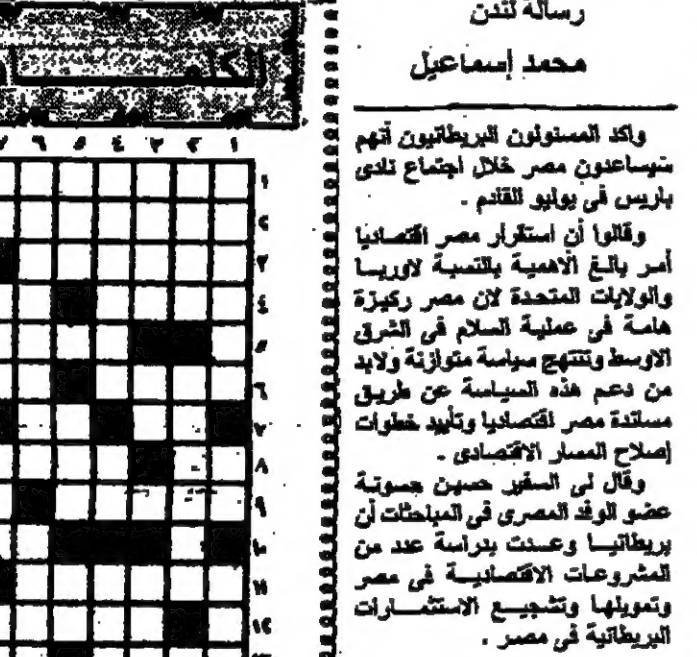 رسالة لندن
محمد إسماعيل
واكد المسئولون البريطانيون أنهم
سيساعدون مصر خلال اجتماع نادى
باريس فى يوليو القادم .
وقالوا أن استقرار مصر اقتصاديا
أمر بالغ الأهمية بالنسبة لاوربا
والولايات المتحدة لان مصر ركيزة
هامة فى عملية السلام فى الشرق
الاوسط وتنتهج سياسة متوازنة ولابد
من دعم هذه السياسة عن طريق
مساندة مصر اقتصاديا وتأييد خطوات
إصلاح المسار الاقتصادى .
وقال لى السفير حسين حسونة
عضو الوفد المصرى فى المباحثات أن
بريطانيا وعدت بدراسة عدد من
المشروعات الاقتصادية فى مصر
وتمويلها وتشجيع الاستثمارات
البريطانية فى مصر .
١ ٢ ٣ ٤ ٥ ٦ ٧
١
٢
٣
٤
٥
٦
٧
٨
٩
١٠
١١
١٢